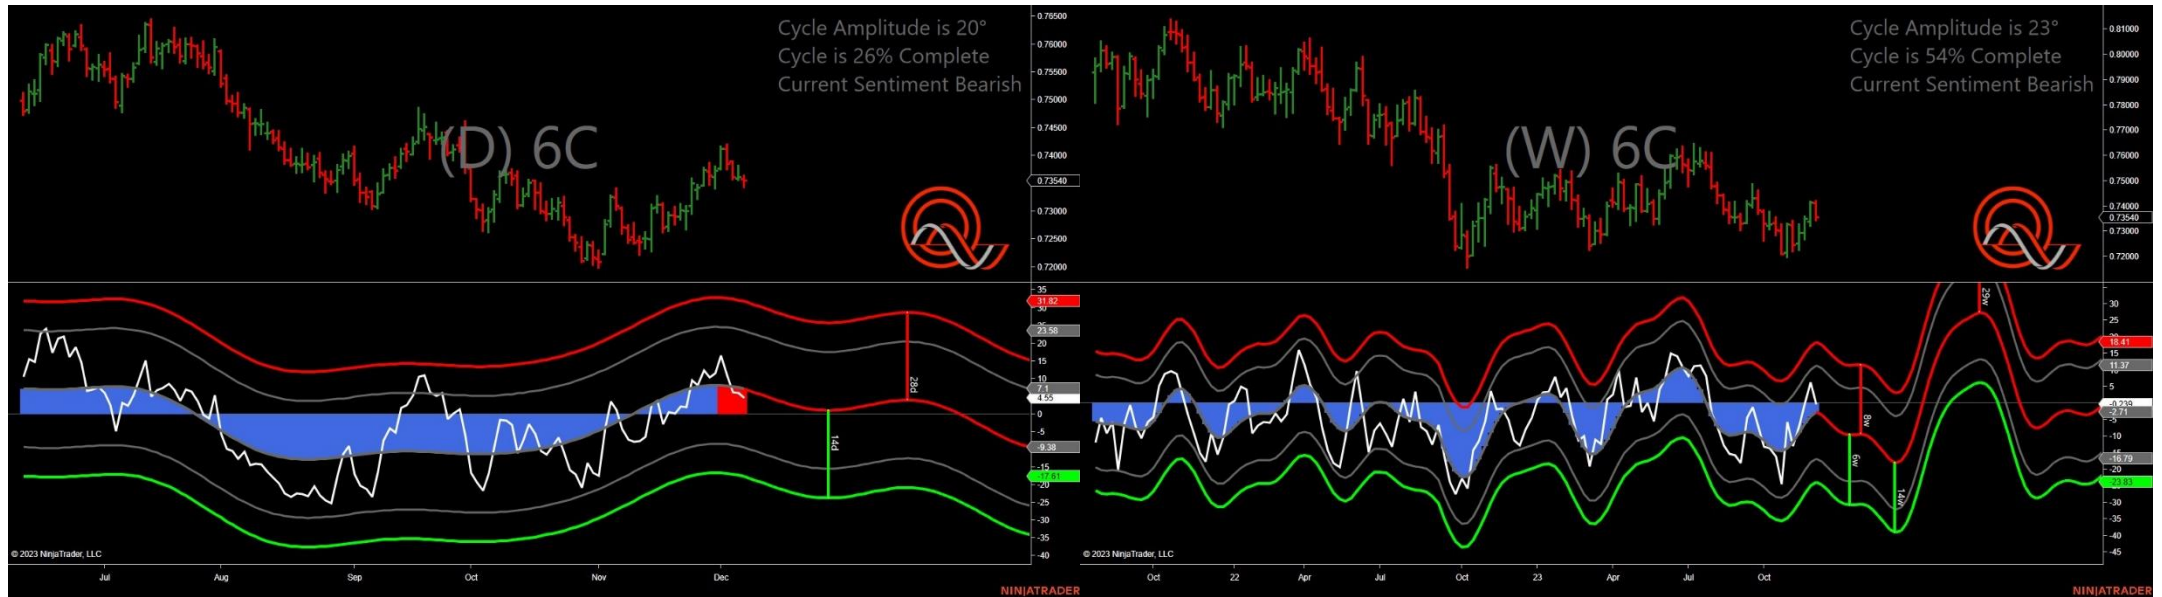 Cycle Amplitude is 20°
Cycle is 26% Complete
Current Sentiment Bearish
(D) 6C
0.76500
0.76000
0.75500
0.75000
0.74500
0.74000
0.73540
0.73000
0.72500
0.72000
35
31.82
30
23.58
20
15
10
7.1
4.55
0
-5
-9.38
-15
-17.61
-20
-25
-30
-35
-40
28d
14d
© 2023 NinjaTrader, LLC
Jul
Aug
Sep
Oct
Nov
Dec
NINJATRADER
Cycle Amplitude is 23°
Cycle is 54% Complete
Current Sentiment Bearish
(W) 6C
0.81000
0.80000
0.79000
0.78000
0.77000
0.76000
0.75000
0.74000
0.73540
0.73000
0.72000
30
25
18.41
15
11.37
5
-0.239
-2.71
-10
-16.79
-20
-23.83
-30
-35
-40
-45
29w
8w
6w
14w
© 2023 NinjaTrader, LLC
Oct
22
Apr
Jul
Oct
23
Apr
Jul
Oct
NINJATRADER